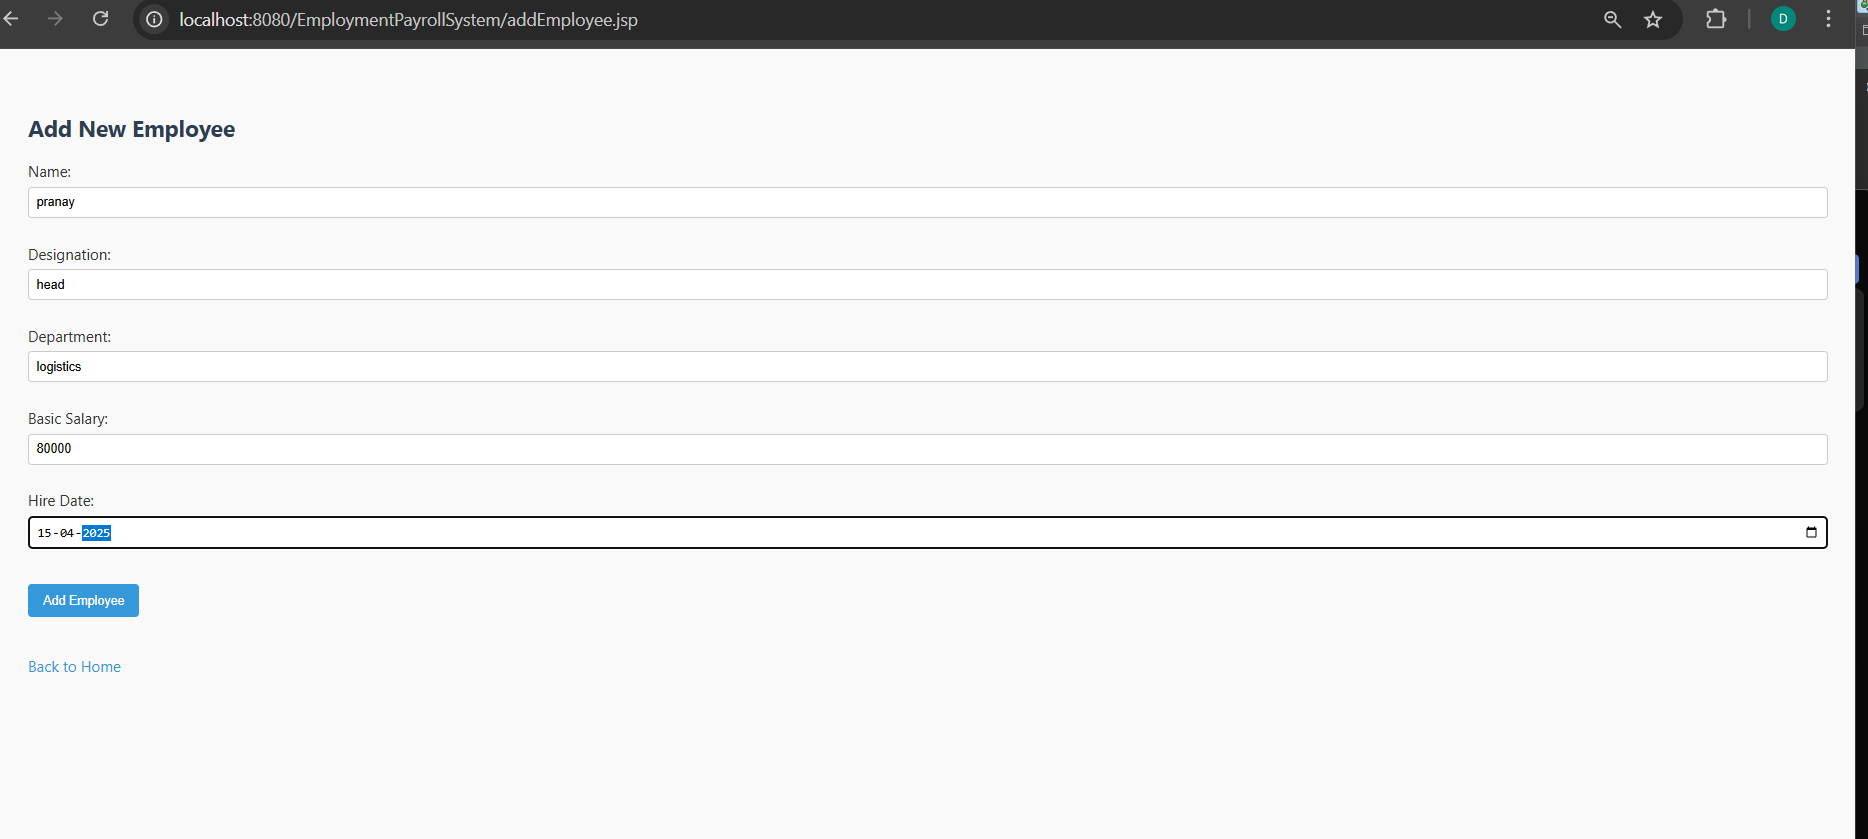 localhost:8080/EmploymentPayrollSystem/addEmployee.jsp
D
Add New Employee
Name:
pranay
Designation:
head
Department:
logistics
Basic Salary:
80000
Hire Date:
15-04-2025
Add Employee
Back to Home